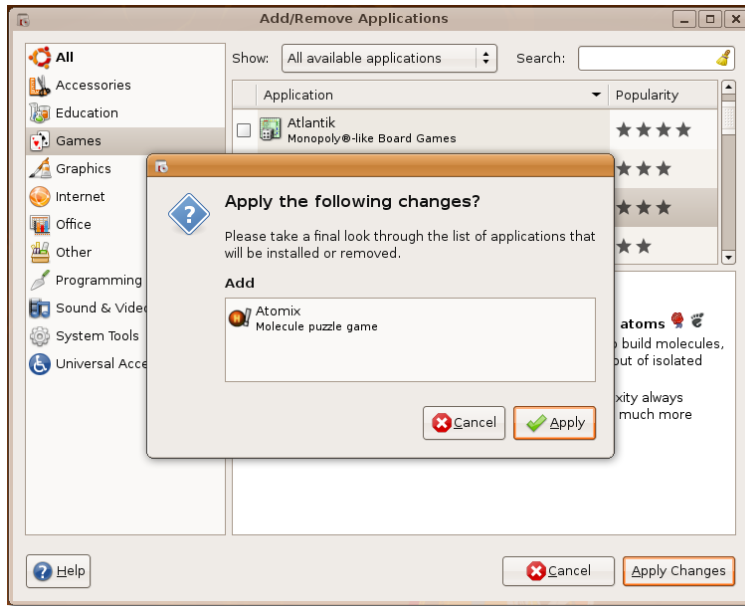 Add/Remove Applications
All
Accessories
Education
Games
Graphics
Internet
Office
Other
Programming
Sound & Video
System Tools
Universal Acce
Show: All available applications Search:
Application Popularity
Atlantik
Monopoly®-like Board Games
Apply the following changes?
Please take a final look through the list of applications that
will be installed or removed.
Add
Atomix
Molecule puzzle game
Cancel Apply
atoms
build molecules,
out of isolated
xity always
much more
Help Cancel Apply Changes